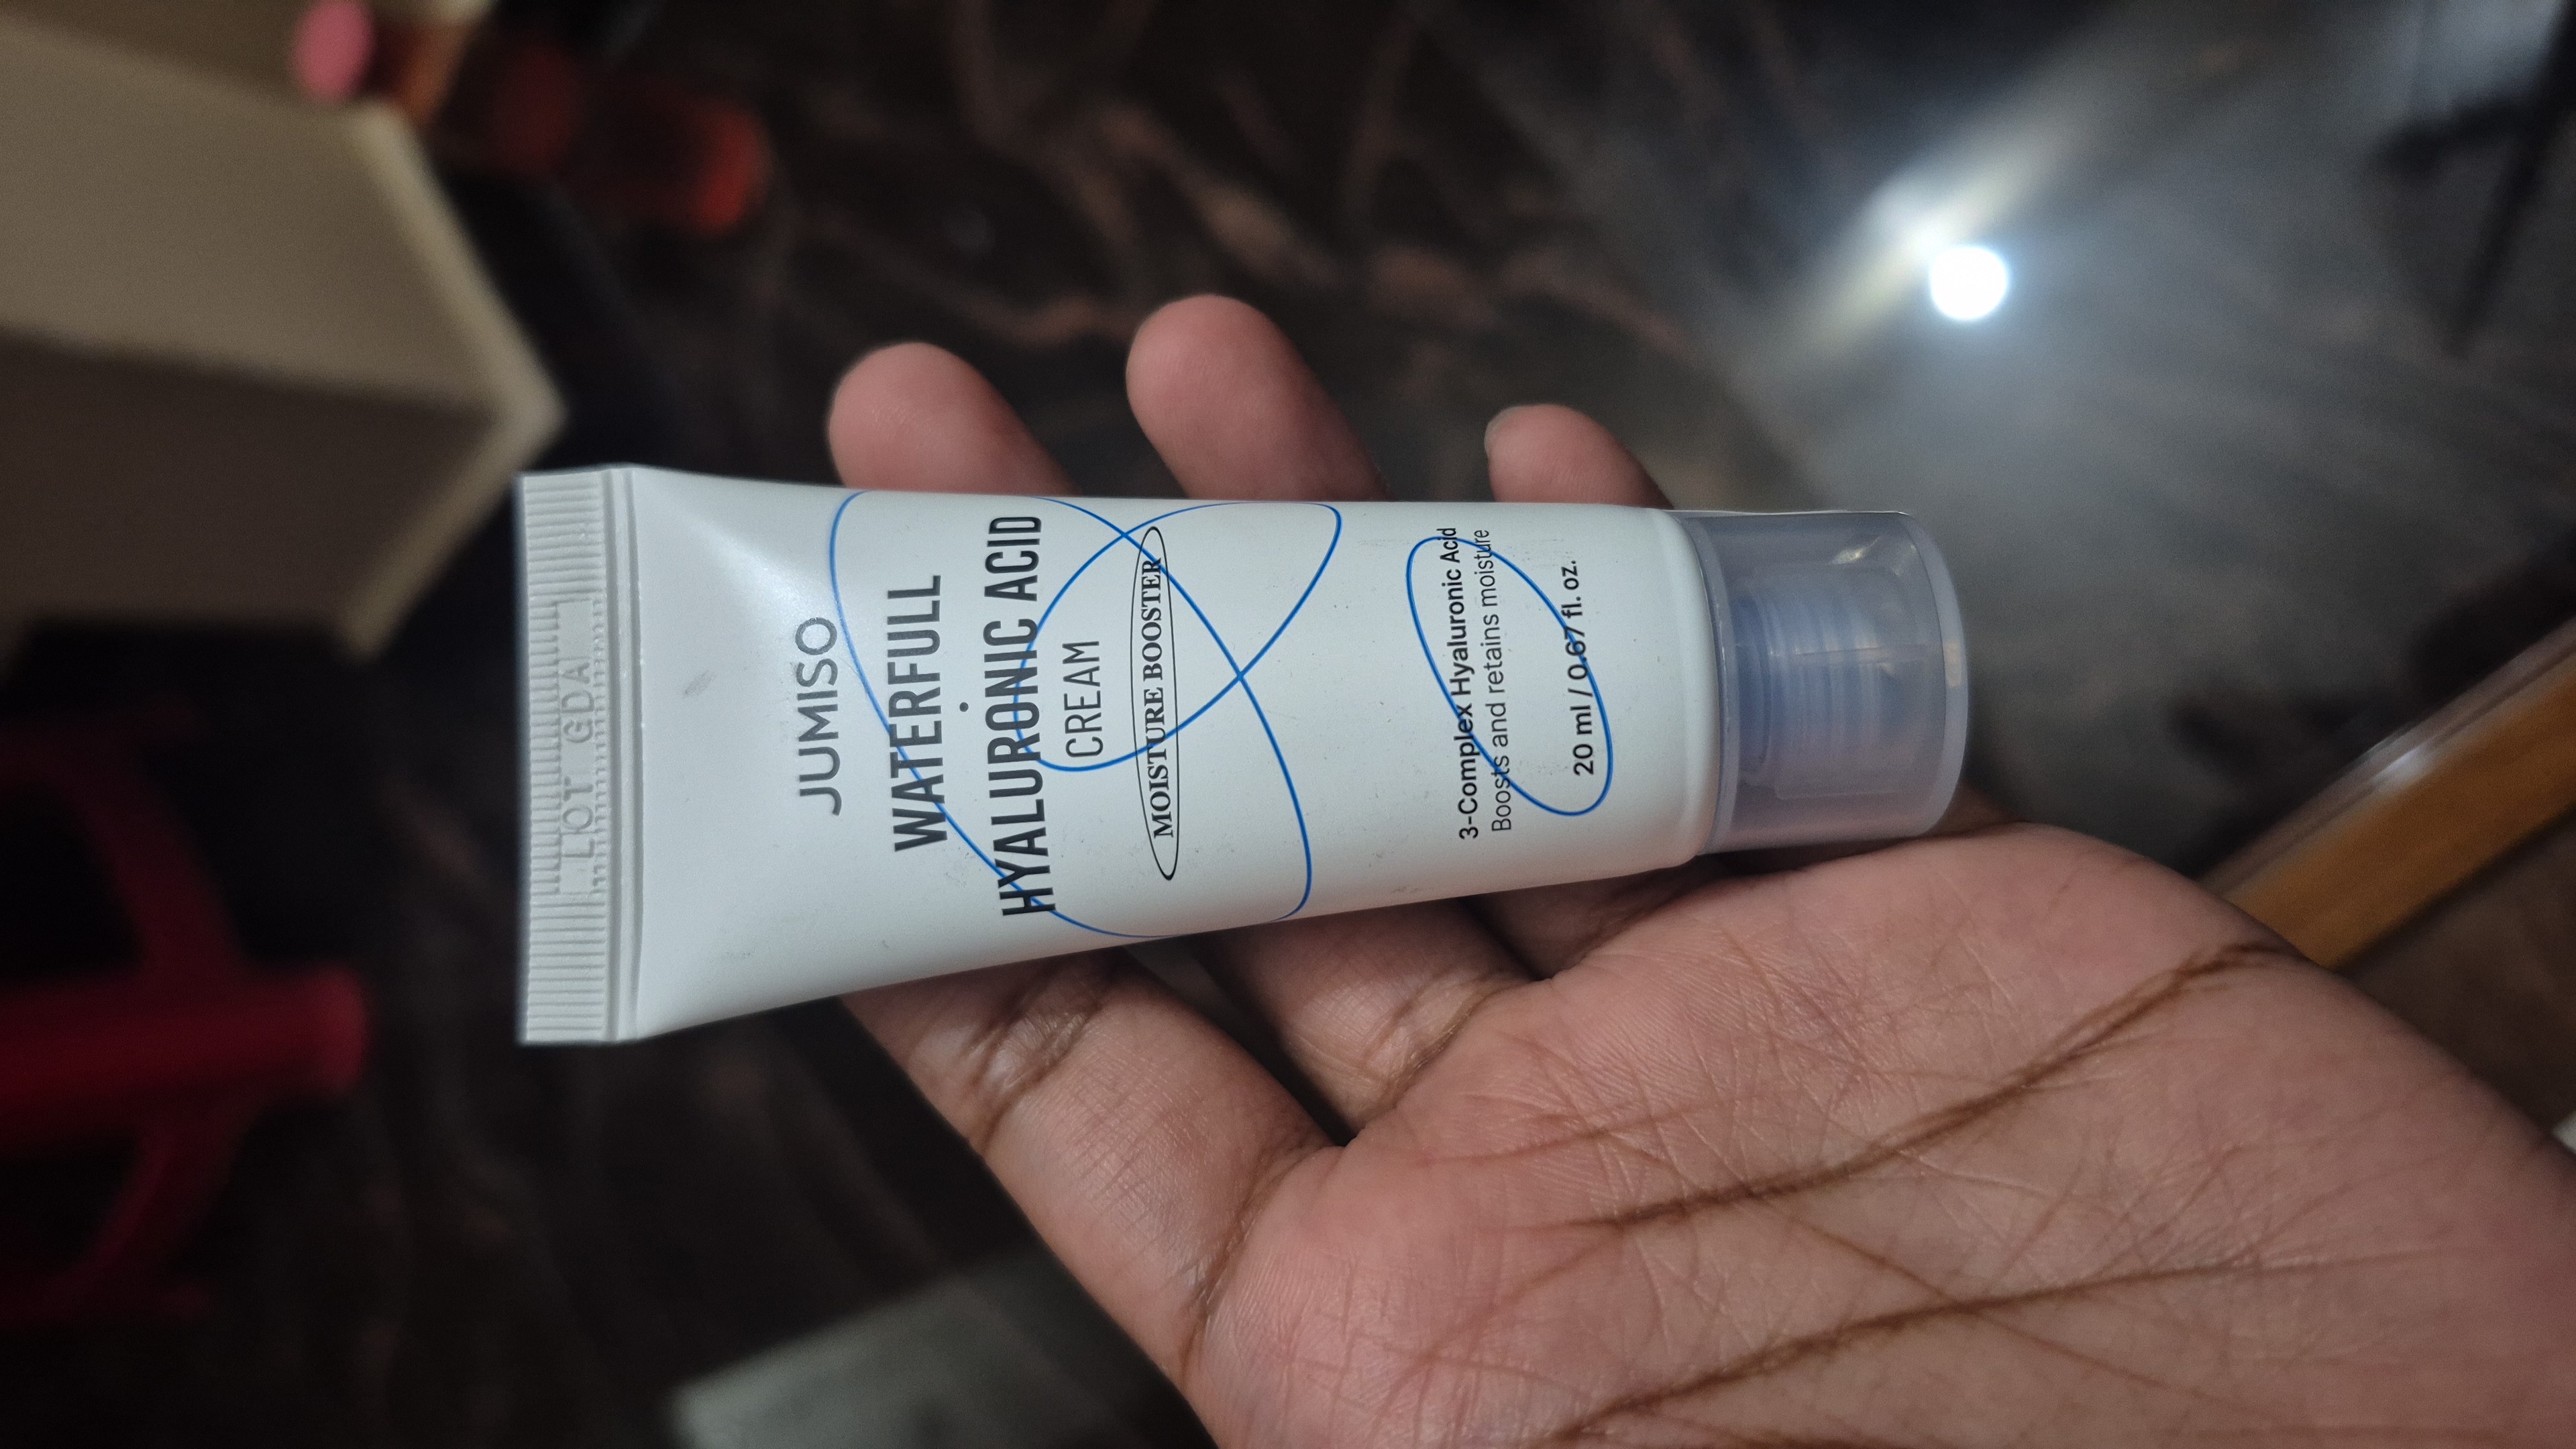 JUMISO
WATERFULL
HYALURONIC ACID
CREAM
MOISTURE BOOSTER
3-Complex Hyaluronic Acid
Boosts and retains moisture
20 ml / 0.67 fl. oz.
LOT GDA